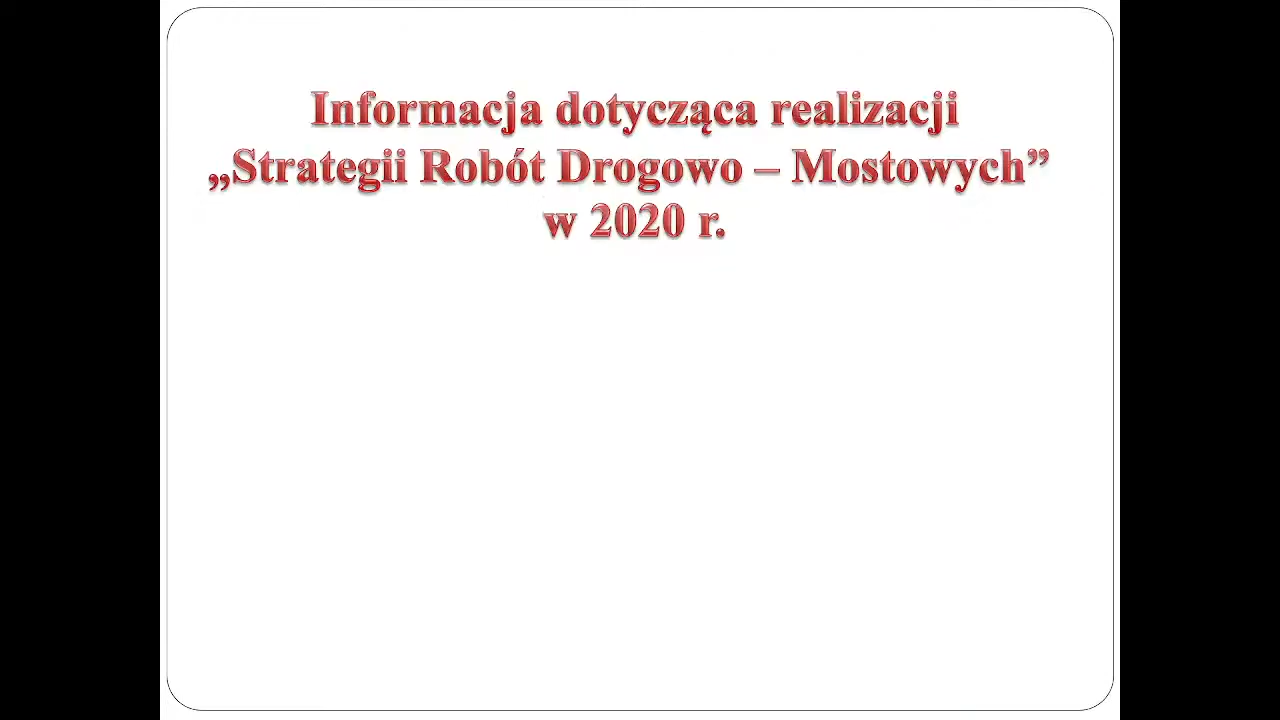 Informacja dotycząca realizacji
„Strategii Robót Drogowo – Mostowych”
w 2020 r.